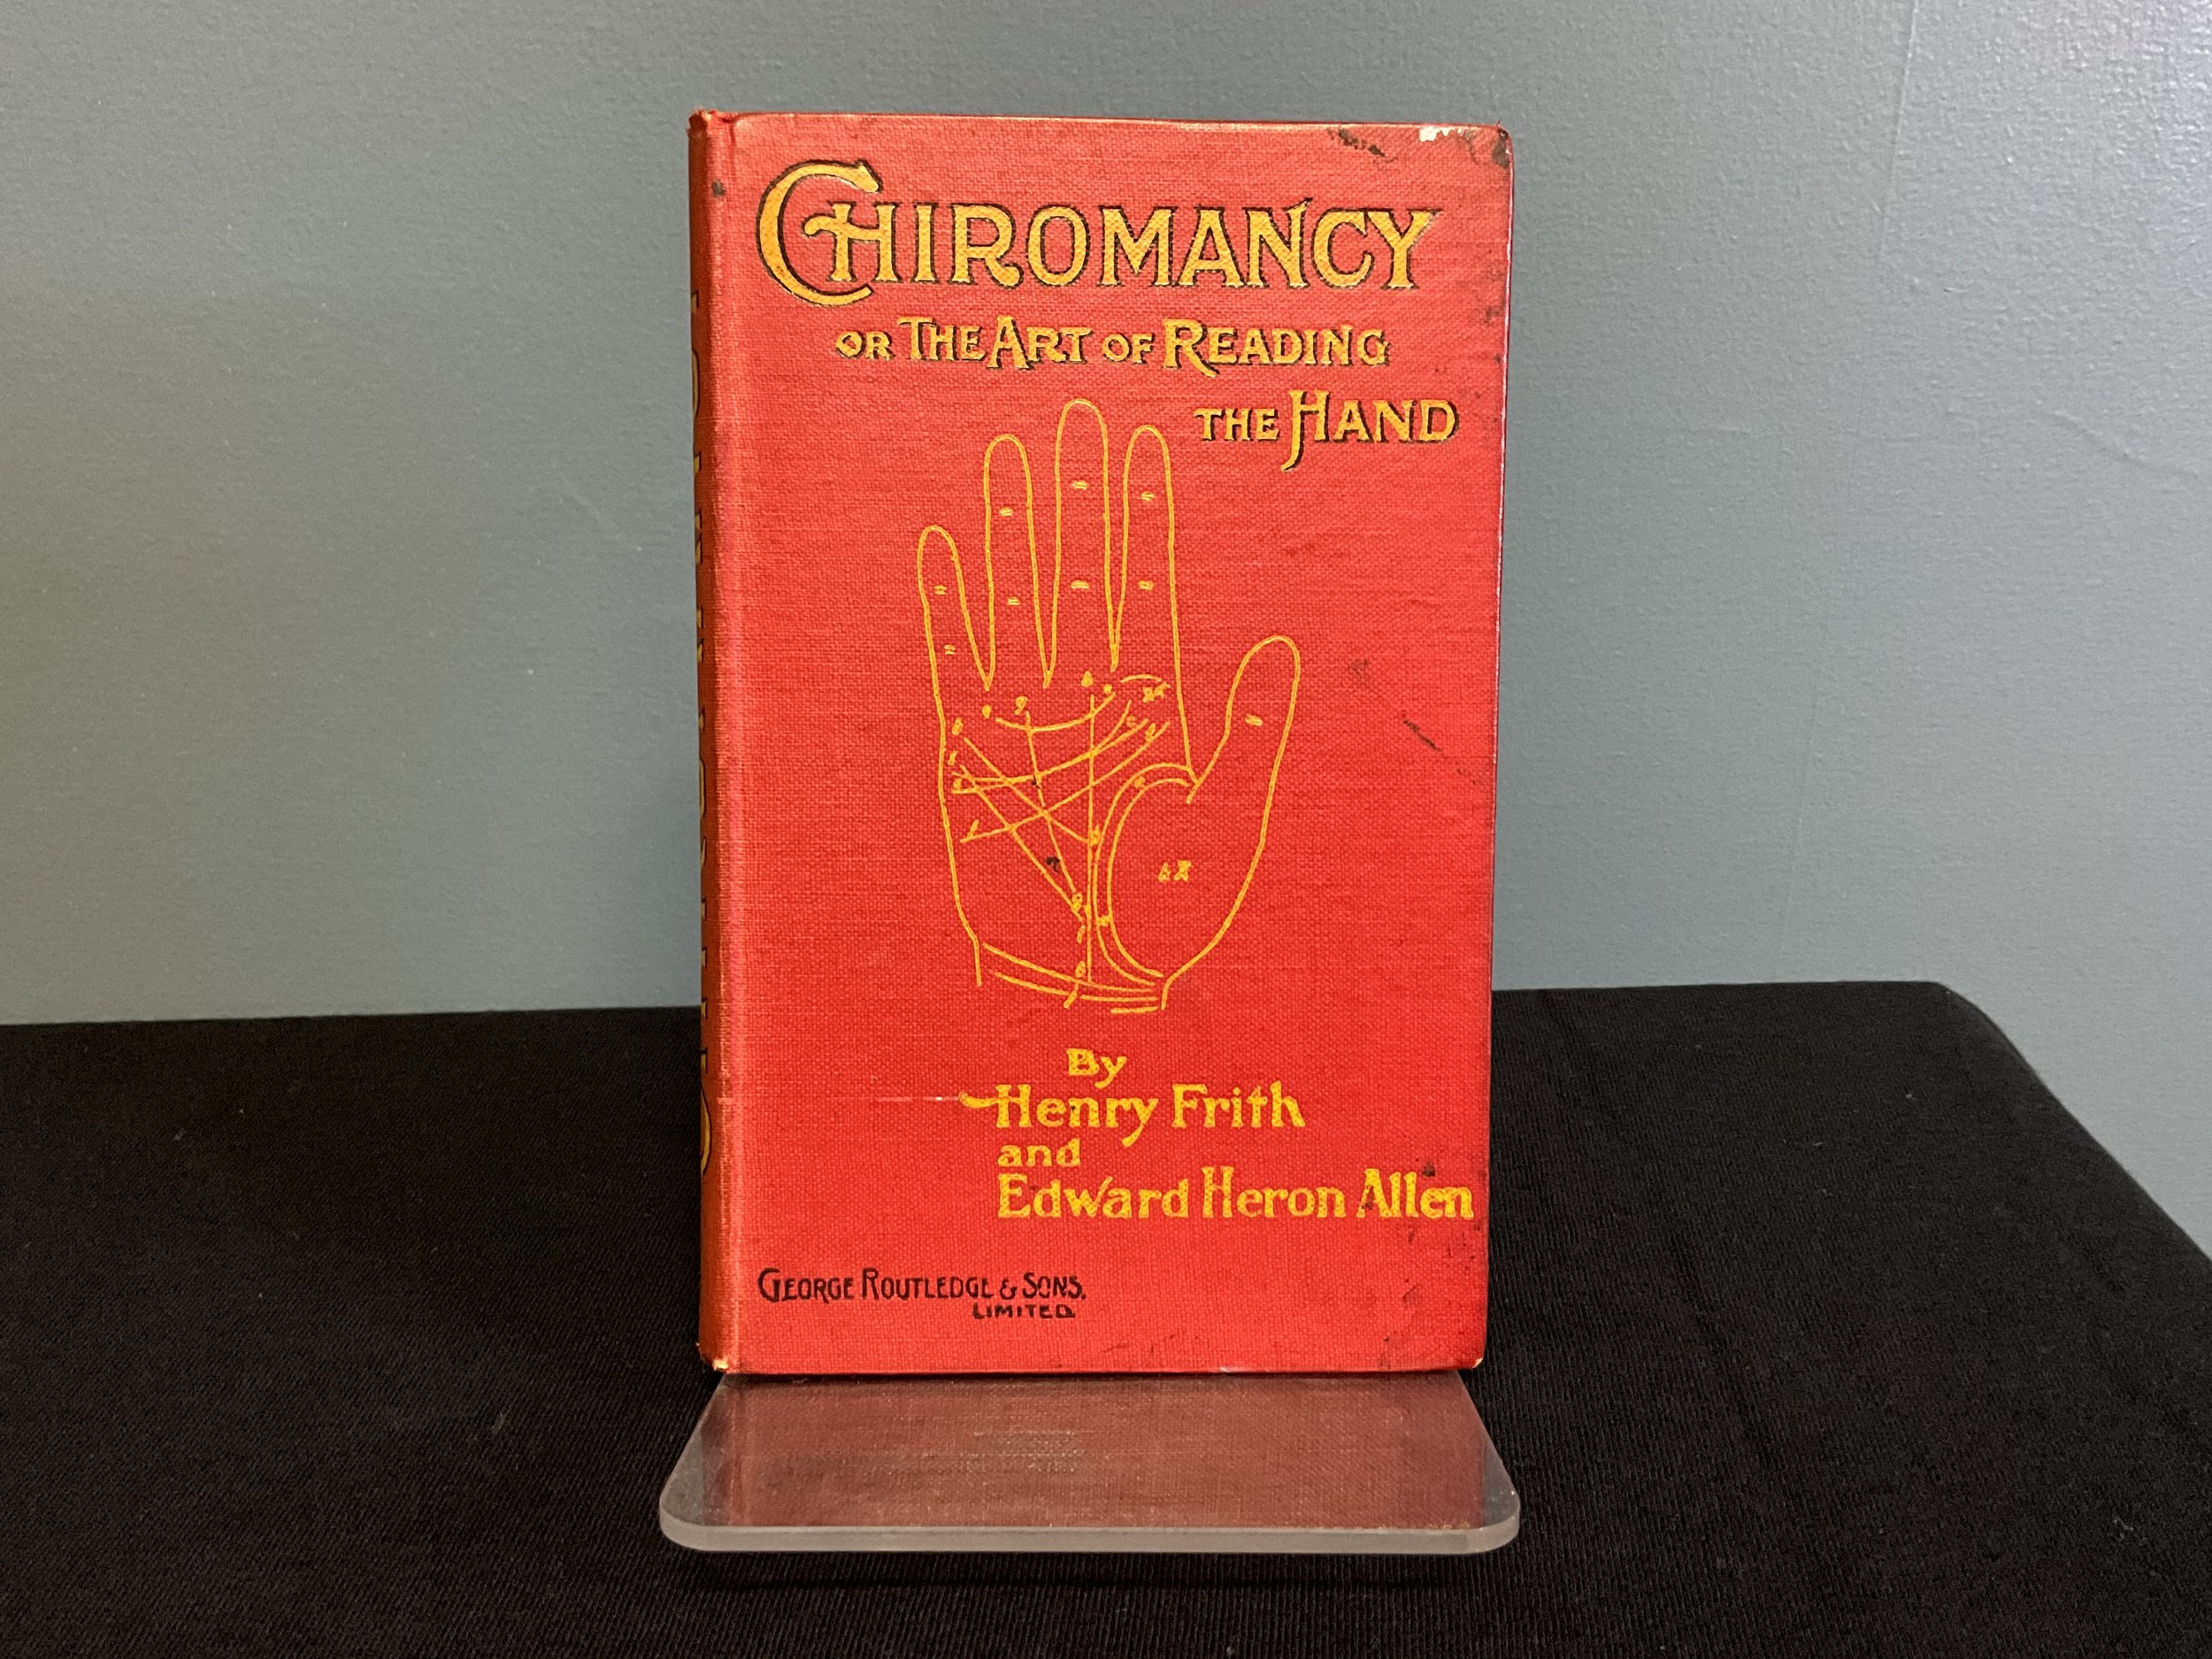 CHIROMANCY
OR THE ART OF READING
THE HAND
By
Henry Frith
and
Edward Heron Allen
GEORGE ROUTLEDGE & SONS,
LIMITED.